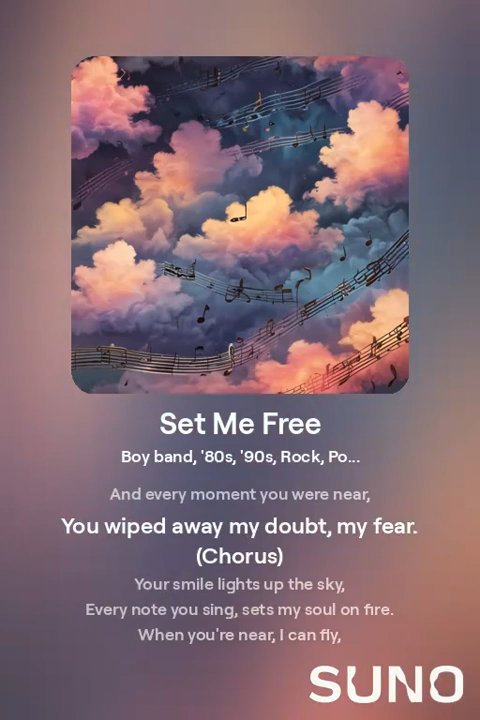 Set Me Free
Boy band, '80s, '90s, Rock, Po...
And every moment you were near,
You wiped away my doubt, my fear.
(Chorus)
Your smile lights up the sky,
Every note you sing, sets my soul on fire.
When you're near, I can fly,
SUNO